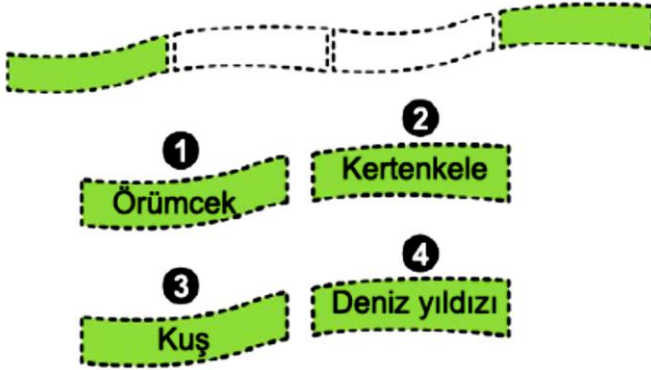 1
2
Örümcek
Kertenkele
3
4
Kuş
Deniz yıldızı